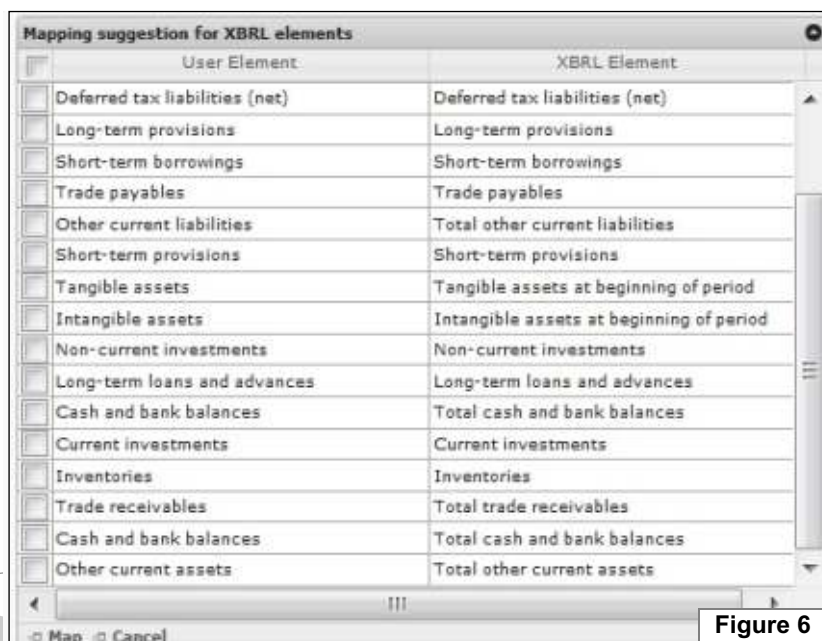 Mapping suggestion for XBRL elements
User Element XBRL Element
Deferred tax liabilities (net) Deferred tax liabilities (net)
Long-term provisions Long-term provisions
Short-term borrowings Short-term borrowings
Trade payables Trade payables
Other current liabilities Total other current liabilities
Short-term provisions Short-term provisions
Tangible assets Tangible assets at beginning of period
Intangible assets Intangible assets at beginning of period
Non-current investments Non-current investments
Long-term loans and advances Long-term loans and advances
Cash and bank balances Total cash and bank balances
Current investments Current investments
Inventories Inventories
Trade receivables Total trade receivables
Cash and bank balances Total cash and bank balances
Other current assets Total other current assets
Map Cancel
Figure 6